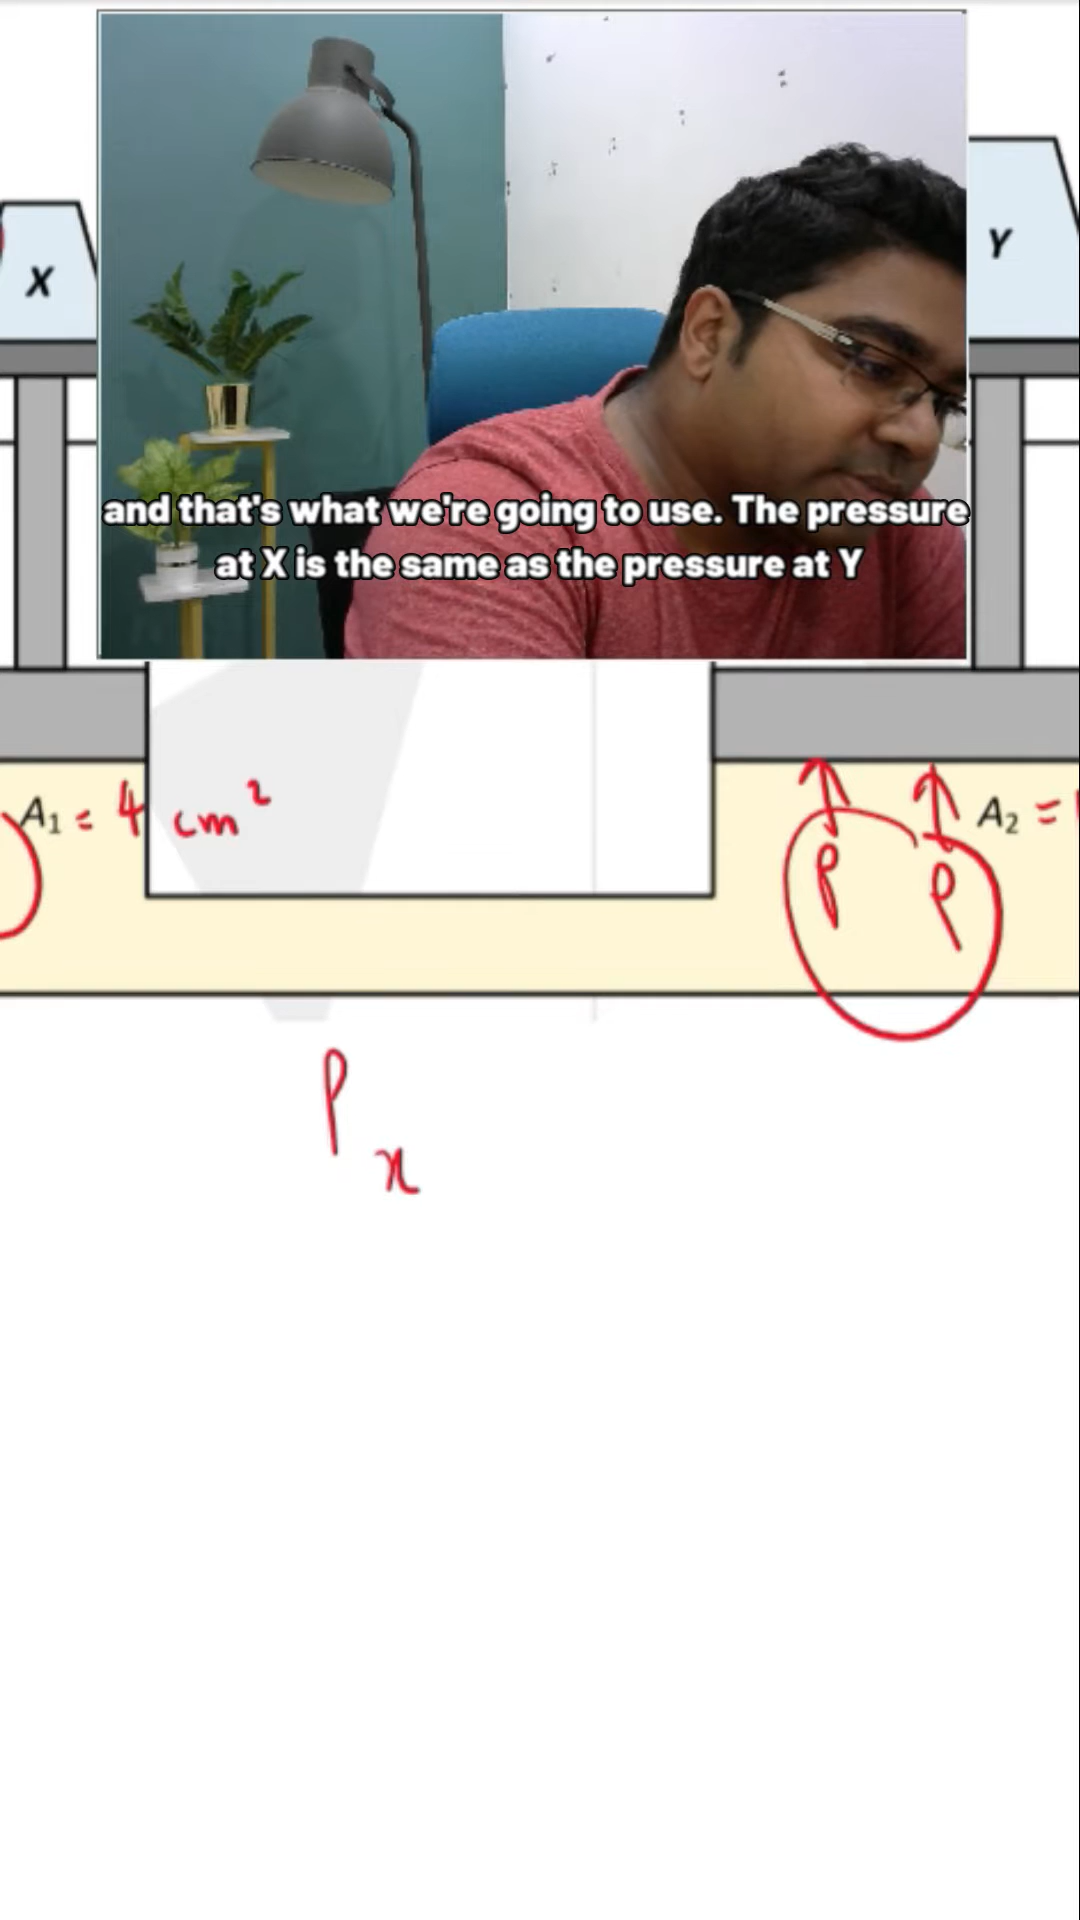 X
Y
and that's what we're going to use. The pressure
at X is the same as the pressure at Y
A₁ = 4 cm²
A₂ =
P P
P
x